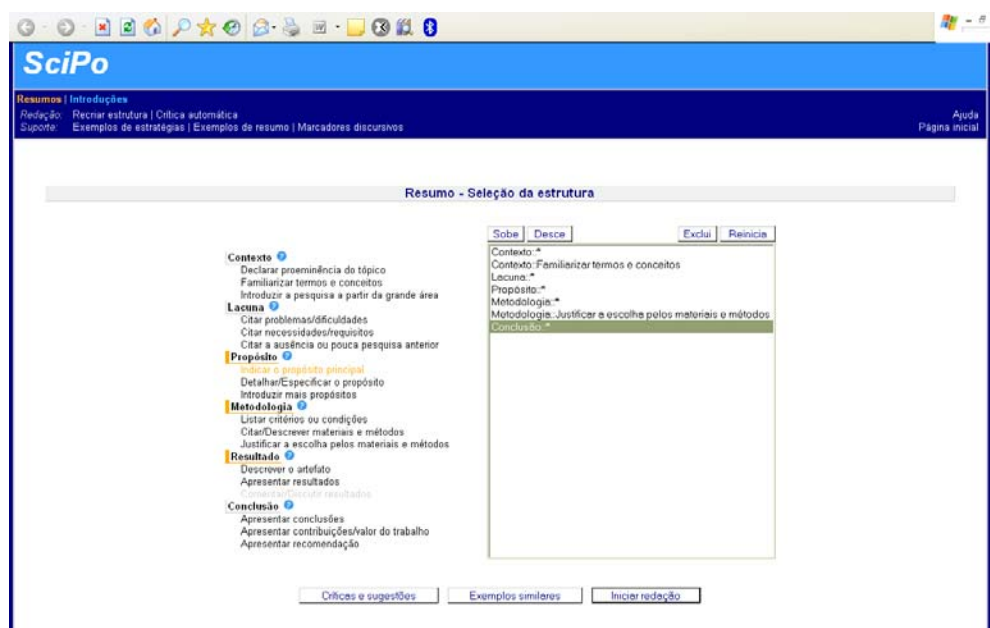 SciPo
Resumos | Introduções
Redação: Recriar estrutura | Crítica automática
Suporte: Exemplos de estratégias | Exemplos de resumo | Marcadores discursivos
Ajuda
Página inicial
Resumo - Seleção da estrutura
Sobe Desce Exclui Reinicia
Contexto
Declarar proeminência do tópico
Familiarizar termos e conceitos
Introduzir a pesquisa a partir da grande área
Lacuna
Citar problemas/dificuldades
Citar necessidades/requisitos
Citar a ausência ou pouca pesquisa anterior
Propósito
Indicar o propósito principal
Detalhar/Especificar o propósito
Introduzir mais propósitos
Metodologia
Listar critérios ou condições
Citar/Descrever materiais e métodos
Justificar a escolha pelos materiais e métodos
Resultado
Descrever o artefato
Apresentar resultados
Comentar/Discutir resultados
Conclusão
Apresentar conclusões
Apresentar contribuições/valor do trabalho
Apresentar recomendação
Contexto::*
Contexto::Familiarizar termos e conceitos
Lacuna::*
Propósito::*
Metodologia::*
Metodologia::Justificar a escolha pelos materiais e métodos
Conclusão::*
Críticas e sugestões Exemplos similares Iniciar redação